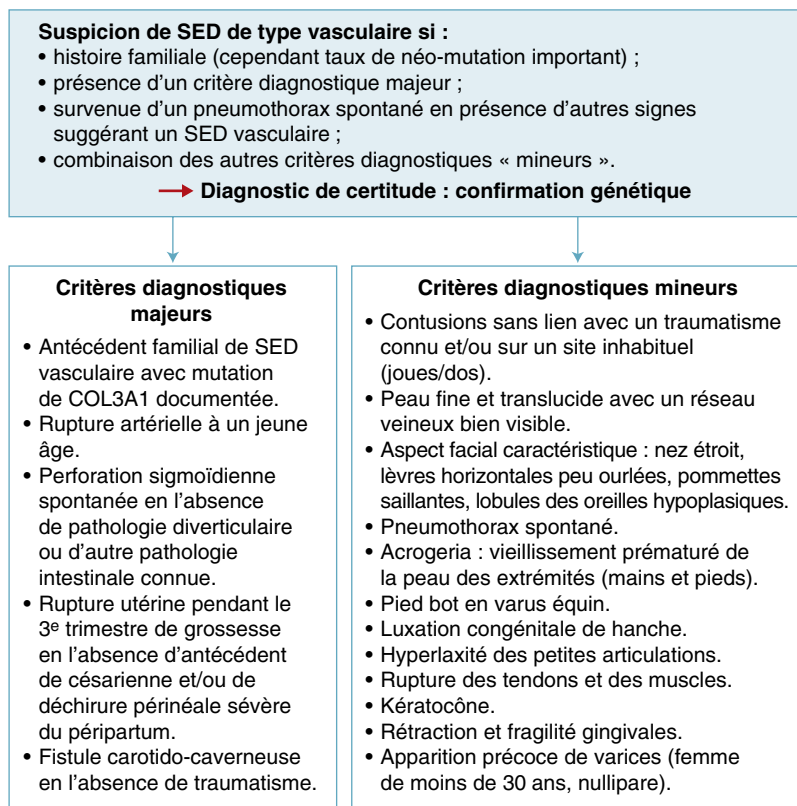 Suspicion de SED de type vasculaire si :
• histoire familiale (cependant taux de néo-mutation important) ;
• présence d'un critère diagnostique majeur ;
• survenue d'un pneumothorax spontané en présence d'autres signes
suggérant un SED vasculaire ;
• combinaison des autres critères diagnostiques « mineurs ».
→ Diagnostic de certitude : confirmation génétique
Critères diagnostiques
majeurs
• Antécédent familial de SED
vasculaire avec mutation
de COL3A1 documentée.
• Rupture artérielle à un jeune
âge.
• Perforation sigmoïdienne
spontanée en l'absence
de pathologie diverticulaire
ou d'autre pathologie
intestinale connue.
• Rupture utérine pendant le
3e trimestre de grossesse
en l'absence d'antécédent
de césarienne et/ou de
déchirure périnéale sévère
du péripartum.
• Fistule carotido-caverneuse
en l'absence de traumatisme.
Critères diagnostiques mineurs
• Contusions sans lien avec un traumatisme
connu et/ou sur un site inhabituel
(joues/dos).
• Peau fine et translucide avec un réseau
veineux bien visible.
• Aspect facial caractéristique : nez étroit,
lèvres horizontales peu ourlées, pommettes
saillantes, lobules des oreilles hypoplasiques.
• Pneumothorax spontané.
• Acrogeria : vieillissement prématuré de
la peau des extrémités (mains et pieds).
• Pied bot en varus équin.
• Luxation congénitale de hanche.
• Hyperlaxité des petites articulations.
• Rupture des tendons et des muscles.
• Kératocône.
• Rétraction et fragilité gingivales.
• Apparition précoce de varices (femme
de moins de 30 ans, nullipare).